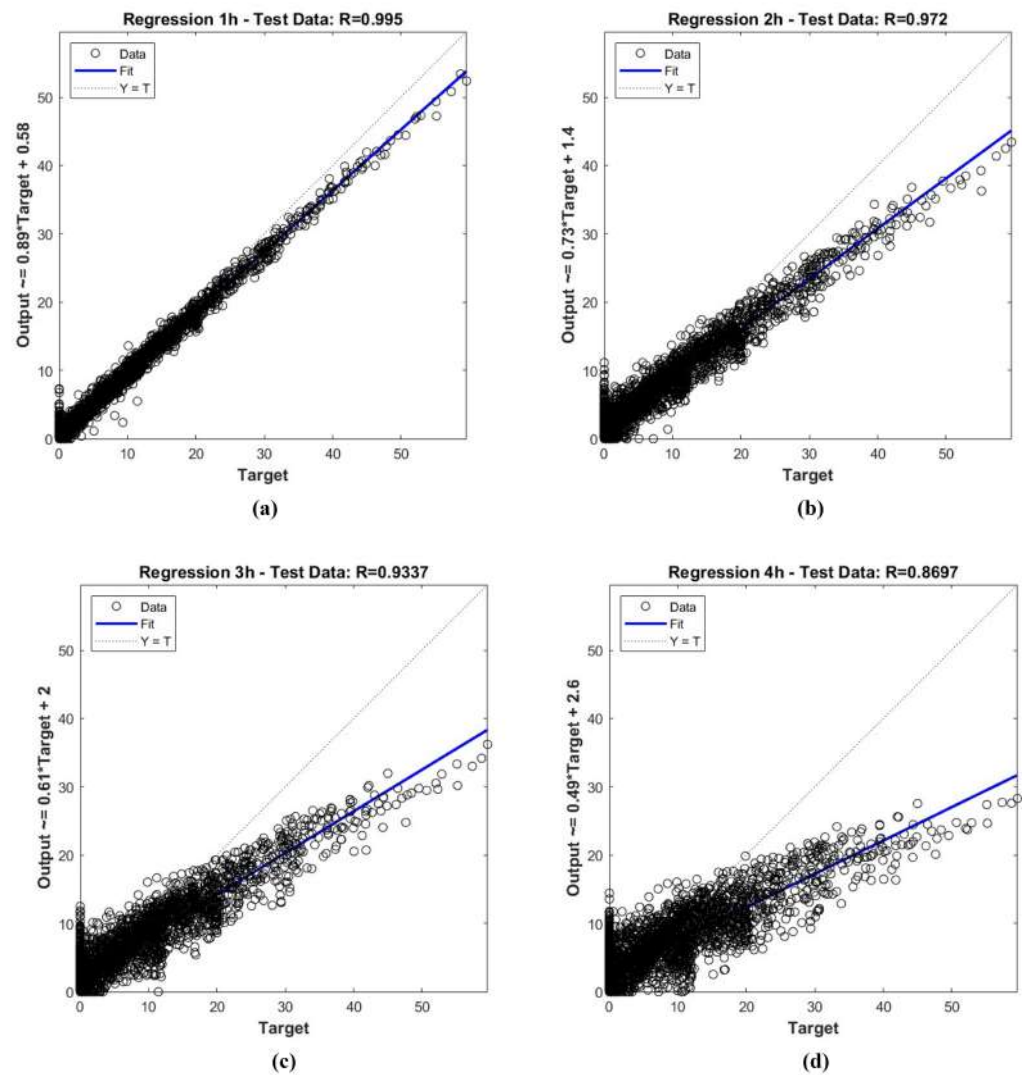 Regression 1h - Test Data: R=0.995
Output ~= 0.89*Target + 0.58
Data
Fit
Y = T
50
40
30
20
10
0
0 10 20 30 40 50
Target
(a)
Regression 2h - Test Data: R=0.972
Output ~= 0.73*Target + 1.4
Data
Fit
Y = T
50
40
30
20
10
0
0 10 20 30 40 50
Target
(b)
Regression 3h - Test Data: R=0.9337
Output ~= 0.61*Target + 2
Data
Fit
Y = T
50
40
30
20
10
0
0 10 20 30 40 50
Target
(c)
Regression 4h - Test Data: R=0.8697
Output ~= 0.49*Target + 2.6
Data
Fit
Y = T
50
40
30
20
10
0
0 10 20 30 40 50
Target
(d)